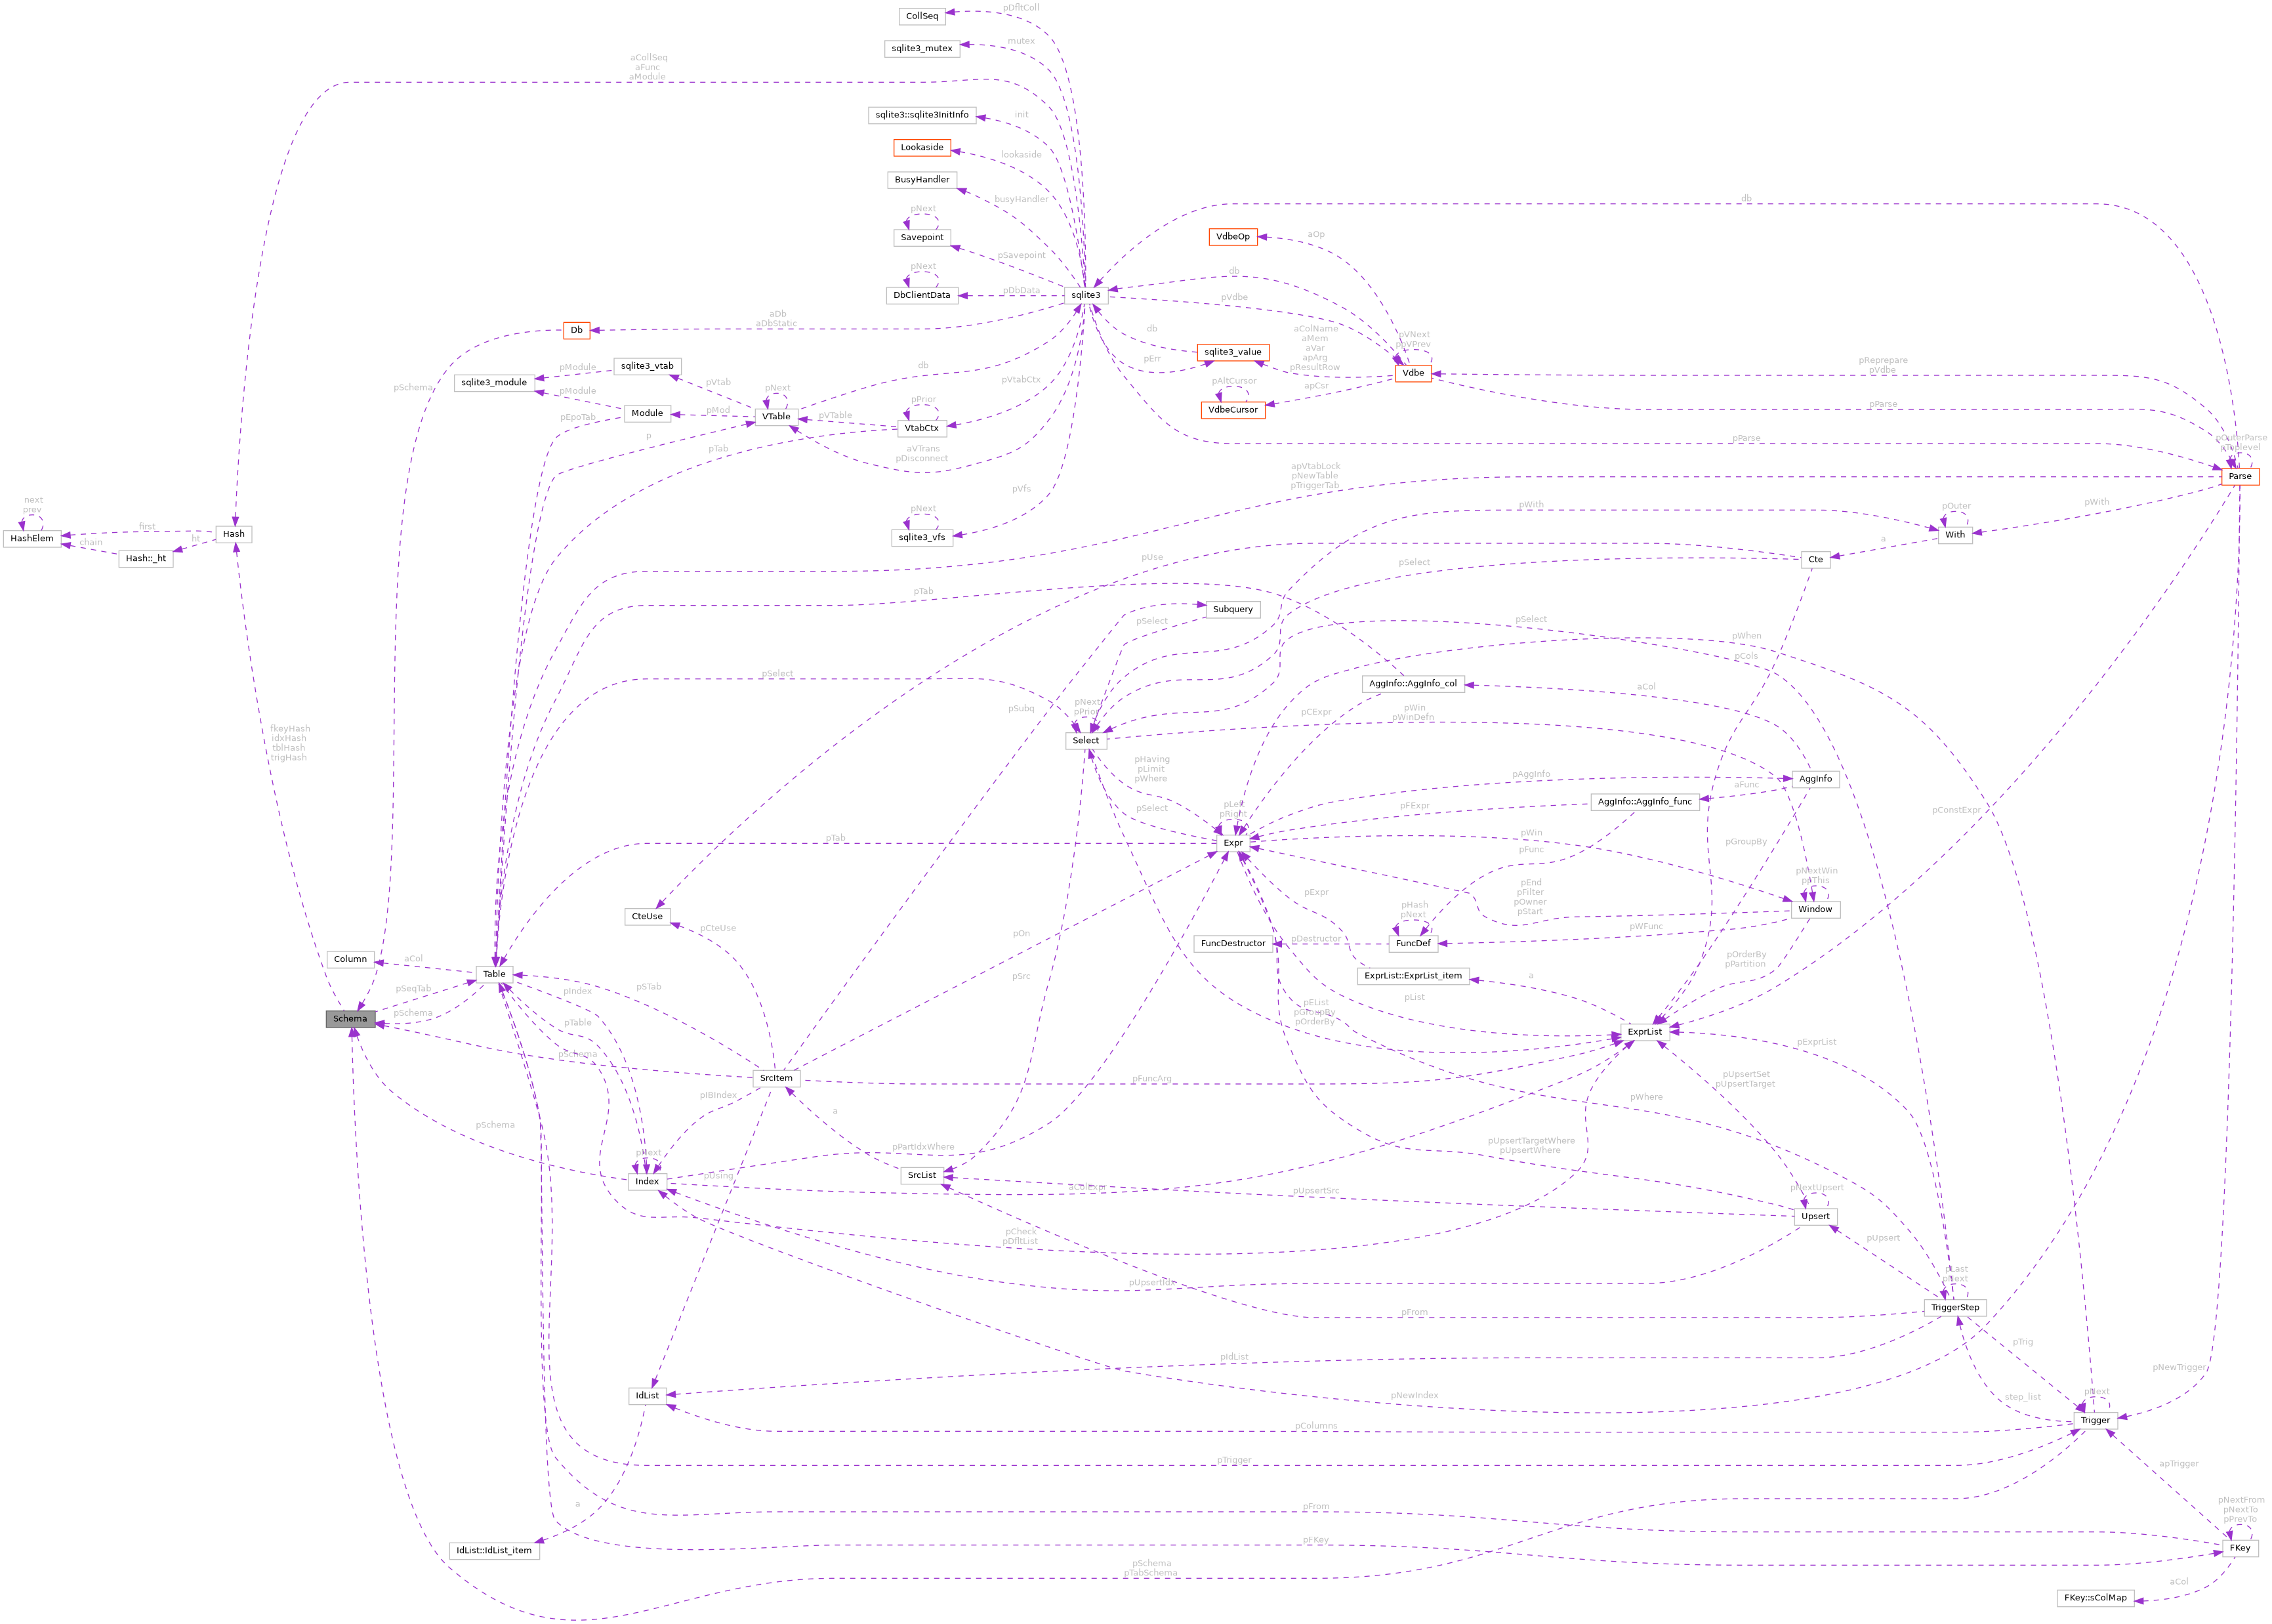 pDfltColl
CollSeq
mutex
sqlite3_mutex
aCollSeq
aFunc
aModule
sqlite3::sqlite3InitInfo
init
Lookaside
lookaside
BusyHandler
busyHandler
db
pNext
Savepoint
pSavepoint
VdbeOp
aOp
pNext
DbClientData
pDbData
sqlite3
db
pVdbe
aDb
aDbStatic
Db
db
pErr
sqlite3_value
aColName
aMem
aVar
apArg
pResultRow
pVNext
ppVPrev
Vdbe
pReprepare
pVdbe
pParse
pSchema
sqlite3_module
pModule
pModule
sqlite3_vtab
pVtab
db
pVtabCtx
pAltCursor
VdbeCursor
apCsr
pEpoTab
Module
pMod
pNext
VTable
pVTable
pPrior
VtabCtx
p
pTab
aVTrans
pDisconnect
pParse
pOuterParse
pToplevel
Parse
apVtabLock
pNewTable
pTriggerTab
pVfs
pNext
sqlite3_vfs
pWith
pWith
pOuter
With
a
Cte
next
prev
HashElem
first
chain
Hash
ht
Hash::_ht
pUse
pSelect
pTab
Subquery
pSelect
pSelect
pWhen
pCols
pSelect
AggInfo::AggInfo_col
aCol
pSubq
pNext
pPrior
Select
pCExpr
pWin
pWinDefn
fkeyHash
idxHash
tblHash
trigHash
pHaving
pLimit
pWhere
pSelect
pAggInfo
AggInfo
aFunc
AggInfo::AggInfo_func
pFExpr
pConstExpr
pLeft
pRight
Expr
pTab
pWin
pFunc
pGroupBy
pExpr
pEnd
pFilter
pOwner
pStart
pNextWin
ppThis
Window
CteUse
pCteUse
pOn
pHash
pNext
FuncDef
pWFunc
FuncDestructor
pDestructor
Column
aCol
Table
pSTab
pSrc
pOrderBy
pPartition
ExprList::ExprList_item
a
pSeqTab
pIndex
pSchema
Schema
pTable
pEList
pGroupBy
pOrderBy
pList
ExprList
pExprList
pSchema
SrcItem
pFuncArg
pIBIndex
pUpsertSet
pUpsertTarget
pWhere
a
pSchema
pNext
Index
pPartIdxWhere
pUsing
SrcList
aColExpr
pUpsertTargetWhere
pUpsertWhere
pUpsertSrc
pNextUpsert
Upsert
pCheck
pDfltList
pUpsert
pUpsertIdx
pLast
pNext
TriggerStep
pFrom
pTrig
pIdList
pNewTrigger
IdList
pNewIndex
step_list
pNext
Trigger
pColumns
pTrigger
apTrigger
a
pFrom
pNextFrom
pNextTo
pPrevTo
FKey
IdList::IdList_item
pFKey
pSchema
pTabSchema
aCol
FKey::sColMap